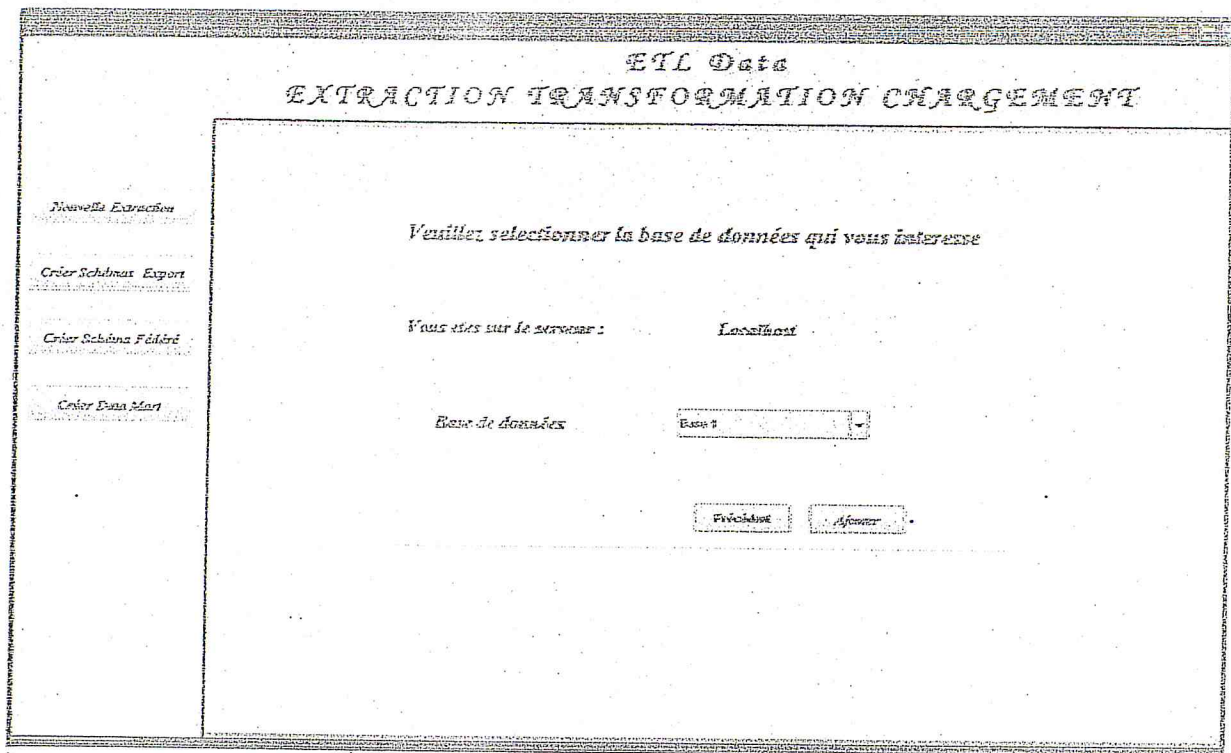 ETL Data
EXTRACTION TRANSFORMATION CHARGEMENT
Nouvelle Extraction
Créer Schémas Export
Créer Schéma Fédéré
Créer Data Mart
Veuillez selectionner la base de données qui vous interesse
Vous etes sur le serveur : Localhost
Base de données
Base 1
Précédent Ajouter